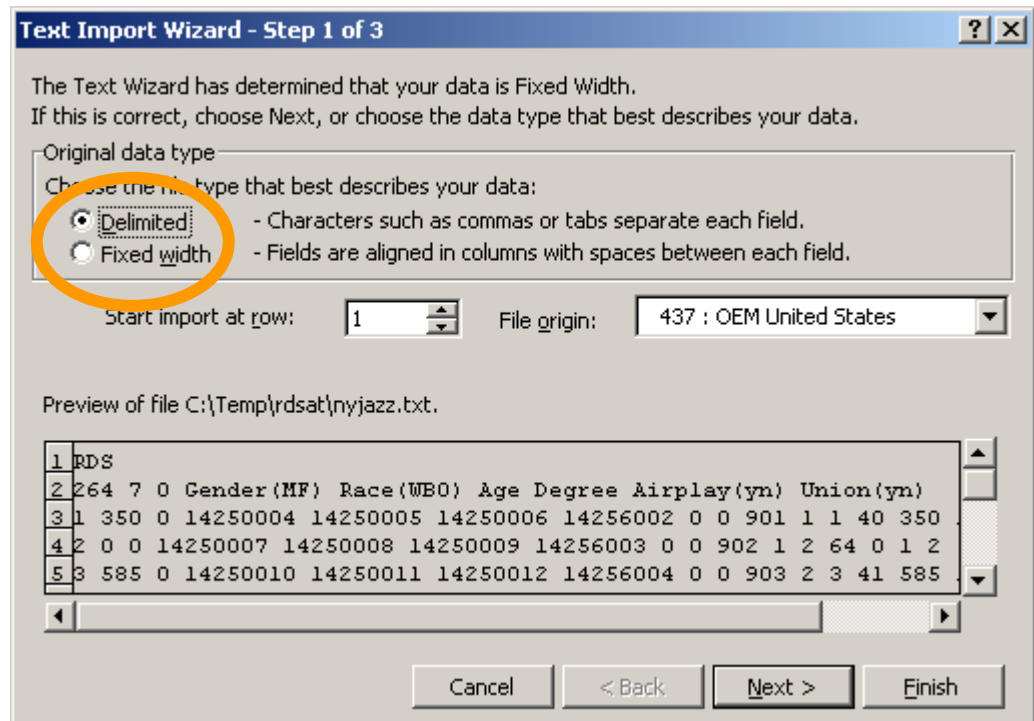 Text Import Wizard - Step 1 of 3
The Text Wizard has determined that your data is Fixed Width.
If this is correct, choose Next, or choose the data type that best describes your data.
Original data type
Choose the file type that best describes your data:
Delimited - Characters such as commas or tabs separate each field.
Fixed width - Fields are aligned in columns with spaces between each field.
Start import at row: 1 File origin: 437 : OEM United States
Preview of file C:\Temp\rdsat\nyjazz.txt.
1 RDS
2 264 7 0 Gender(MF) Race(WBO) Age Degree Airplay(yn) Union(yn)
3 1 350 0 14250004 14250005 14250006 14256002 0 0 901 1 1 40 350 .
4 2 0 0 14250007 14250008 14250009 14256003 0 0 902 1 2 64 0 1 2
5 3 585 0 14250010 14250011 14250012 14256004 0 0 903 2 3 41 585 .
Cancel < Back Next > Finish